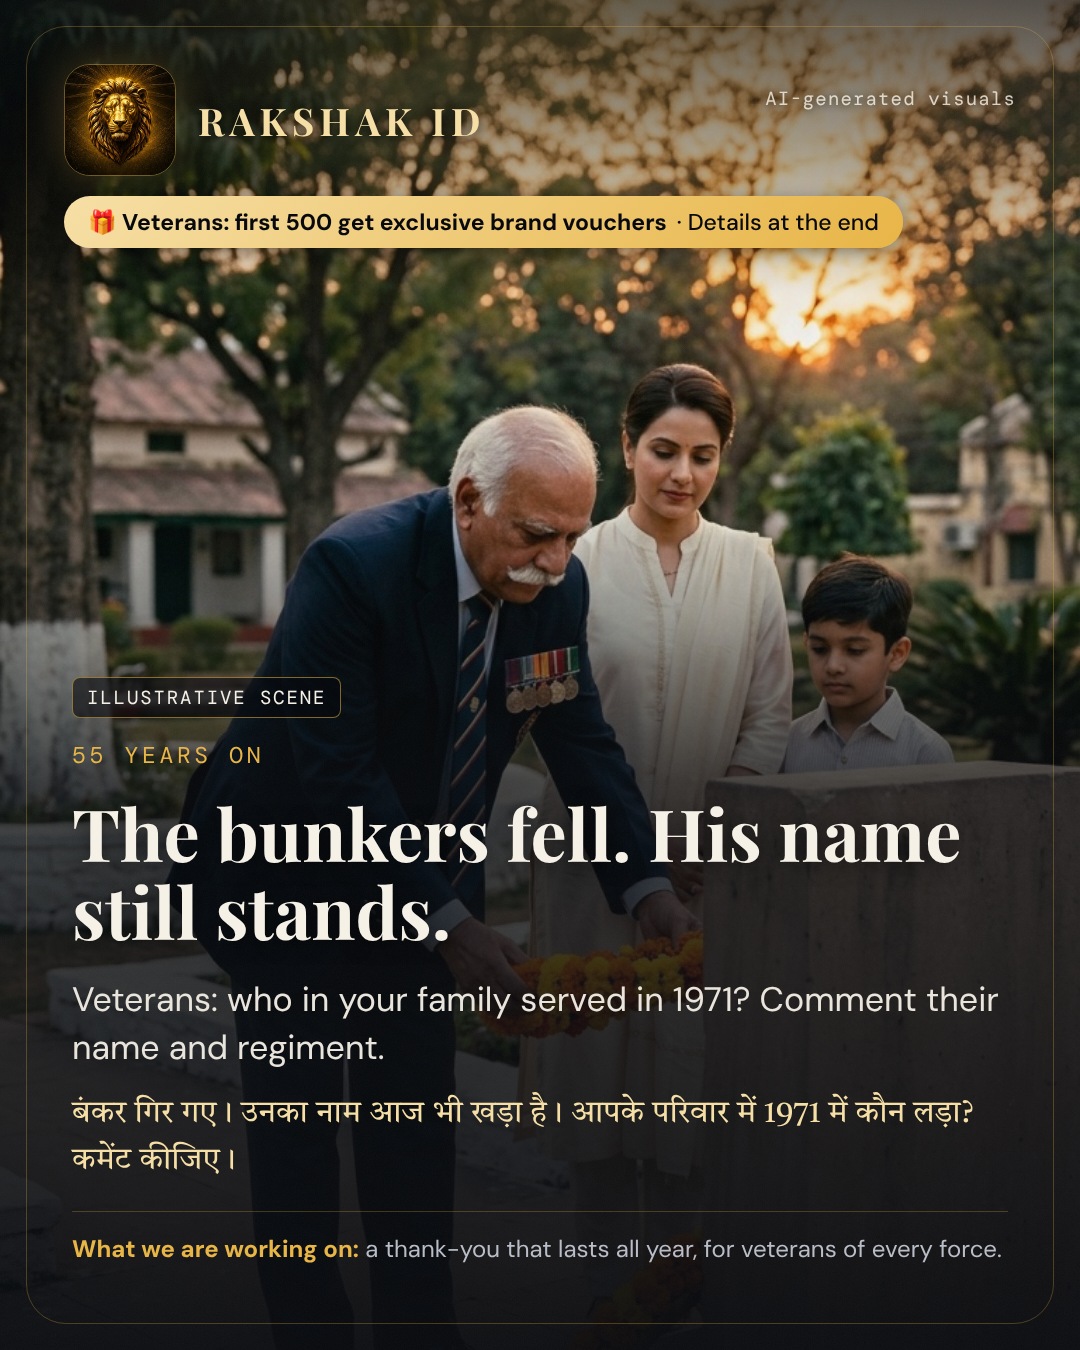 RAKSHAK ID
AI-generated visuals
🎁 Veterans: first 500 get exclusive brand vouchers · Details at the end
ILLUSTRATIVE SCENE
55 YEARS ON
The bunkers fell. His name
still stands.
Veterans: who in your family served in 1971? Comment their
name and regiment.
बंकर गिर गए। उनका नाम आज भी खड़ा है। आपके परिवार में 1971 में कौन लड़ा?
कमेंट कीजिए।
What we are working on: a thank-you that lasts all year, for veterans of every force.